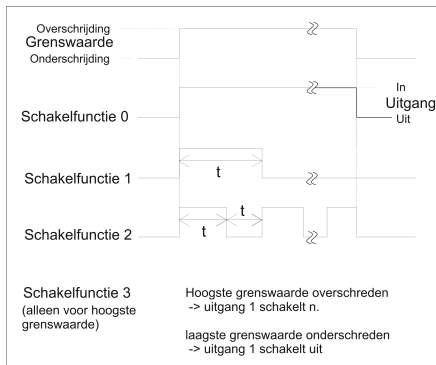 Overschrijding
Grenswaarde
Onderschrijding
In
Uitgang
Uit
Schakelfunctie 0
Schakelfunctie 1
t
Schakelfunctie 2
t
t
Schakelfunctie 3
(alleen voor hoogste
grenswaarde)
Hoogste grenswaarde overschreden
-> uitgang 1 schakelt n.
laagste grenswaarde onderschreden
-> uitgang 1 schakelt uit